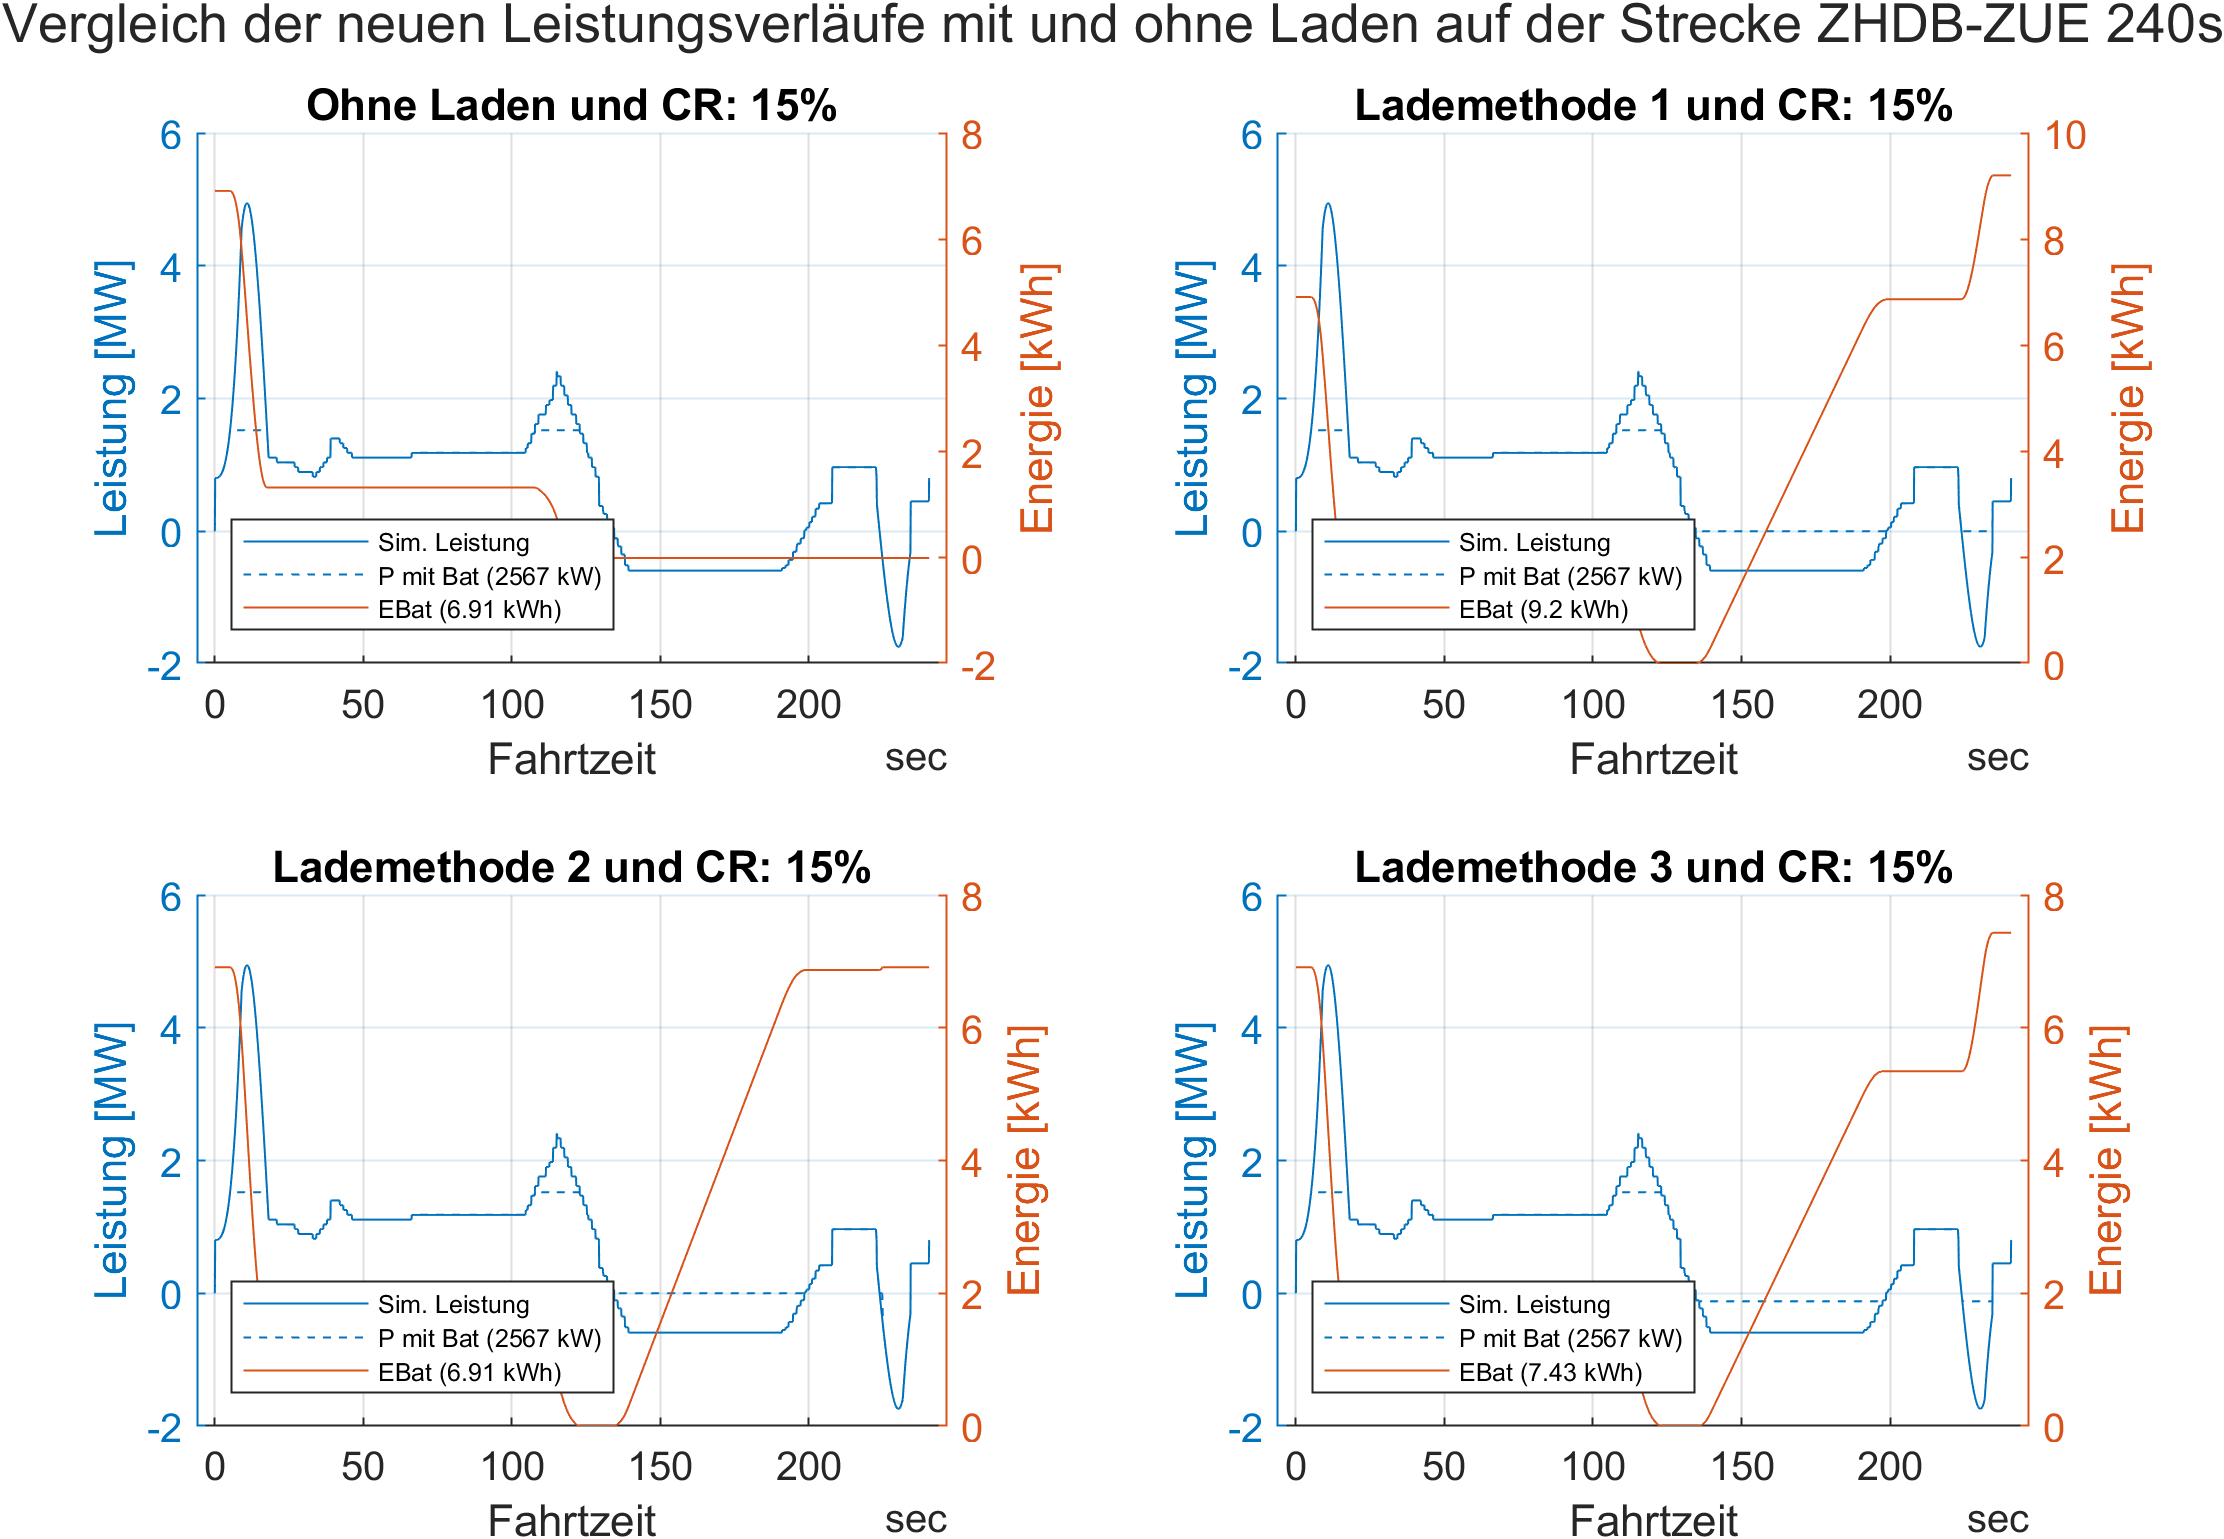 Vergleich der neuen Leistungsverläufe mit und ohne Laden auf der Strecke ZHDB-ZUE 240s
Ohne Laden und CR: 15%
6
4
2
0
-2
Leistung [MW]
8
6
4
2
0
-2
Energie [kWh]
Sim. Leistung
P mit Bat (2567 kW)
EBat (6.91 kWh)
0 50 100 150 200
Fahrtzeit
sec
Lademethode 1 und CR: 15%
6
4
2
0
-2
Leistung [MW]
10
8
6
4
2
0
Energie [kWh]
Sim. Leistung
P mit Bat (2567 kW)
EBat (9.2 kWh)
0 50 100 150 200
Fahrtzeit
sec
Lademethode 2 und CR: 15%
6
4
2
0
-2
Leistung [MW]
8
6
4
2
0
Energie [kWh]
Sim. Leistung
P mit Bat (2567 kW)
EBat (6.91 kWh)
0 50 100 150 200
Fahrtzeit
sec
Lademethode 3 und CR: 15%
6
4
2
0
-2
Leistung [MW]
8
6
4
2
0
Energie [kWh]
Sim. Leistung
P mit Bat (2567 kW)
EBat (7.43 kWh)
0 50 100 150 200
Fahrtzeit
sec